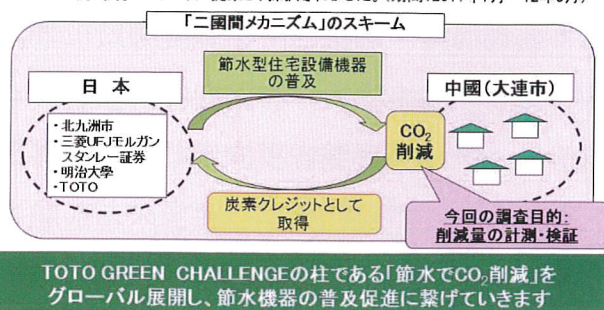 「二國間メカニズム」のスキーム
節水型住宅設備機器
の普及
日 本
中國(大連市)
・北九洲市
・三菱UFJモルガン
スタンレー証券
・明治大學
・TOTO
CO₂
削減
炭素クレジットとして
取得
今回の調査目的:
削減量の計測・検証
TOTO GREEN CHALLENGEの柱である「節水でCO₂削減」を
グローバル展開し、節水機器の普及促進に繋げていきます